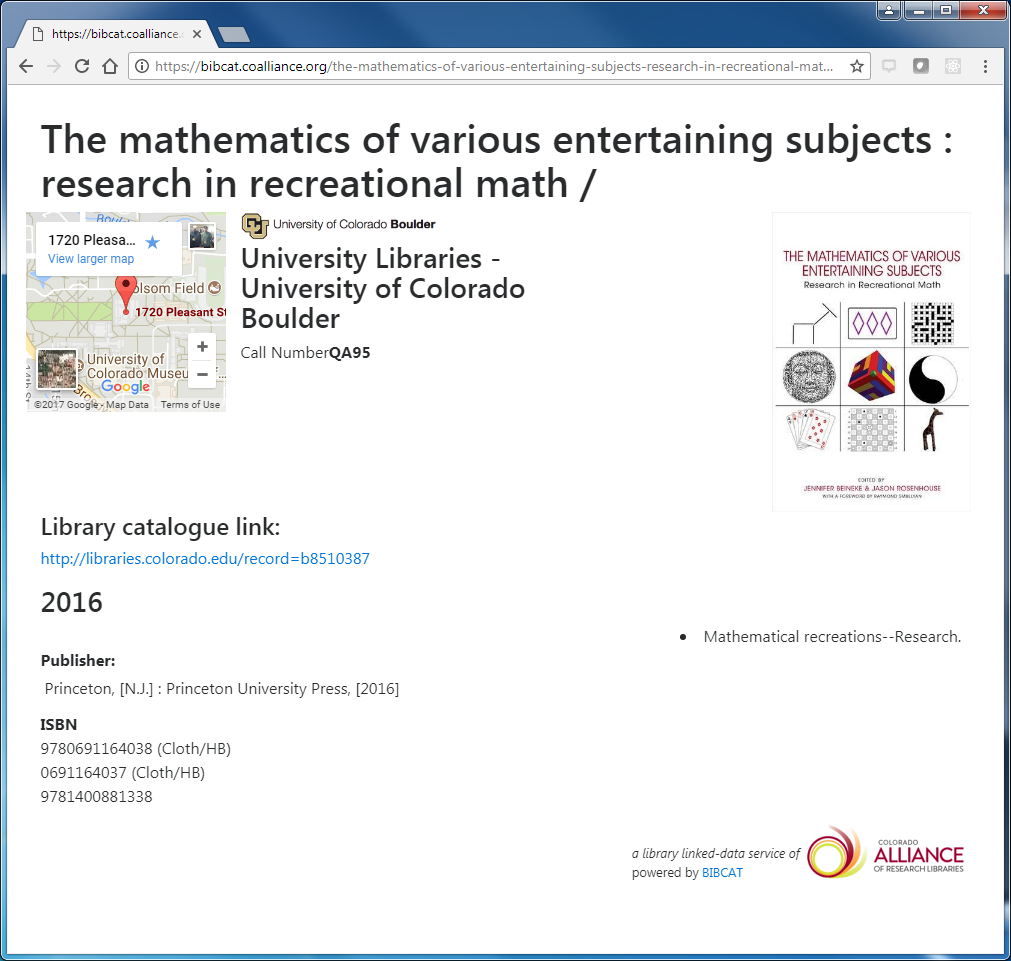 https://bibcat.coalliance.
https://bibcat.coalliance.org/the-mathematics-of-various-entertaining-subjects-research-in-recreational-mat...
The mathematics of various entertaining subjects :
research in recreational math /
1720 Pleasa...
View larger map
olsom Field
1720 Pleasant St
University of
Colorado Museu
Google
©2017 Google - Map Data
Terms of Use
University of Colorado Boulder
University Libraries -
University of Colorado
Boulder
Call NumberQA95
THE MATHEMATICS OF VARIOUS
ENTERTAINING SUBJECTS
Research in Recreational Math
EDITED BY
JENNIFER BEINEKE & JASON ROSENHOUSE
WITH A FOREWORD BY RAYMOND SMULLYAN
Library catalogue link:
http://libraries.colorado.edu/record=b8510387
2016
Mathematical recreations--Research.
Publisher:
Princeton, [N.J.] : Princeton University Press, [2016]
ISBN
9780691164038 (Cloth/HB)
0691164037 (Cloth/HB)
9781400881338
a library linked-data service of
powered by BIBCAT
COLORADO
ALLIANCE
OF RESEARCH LIBRARIES